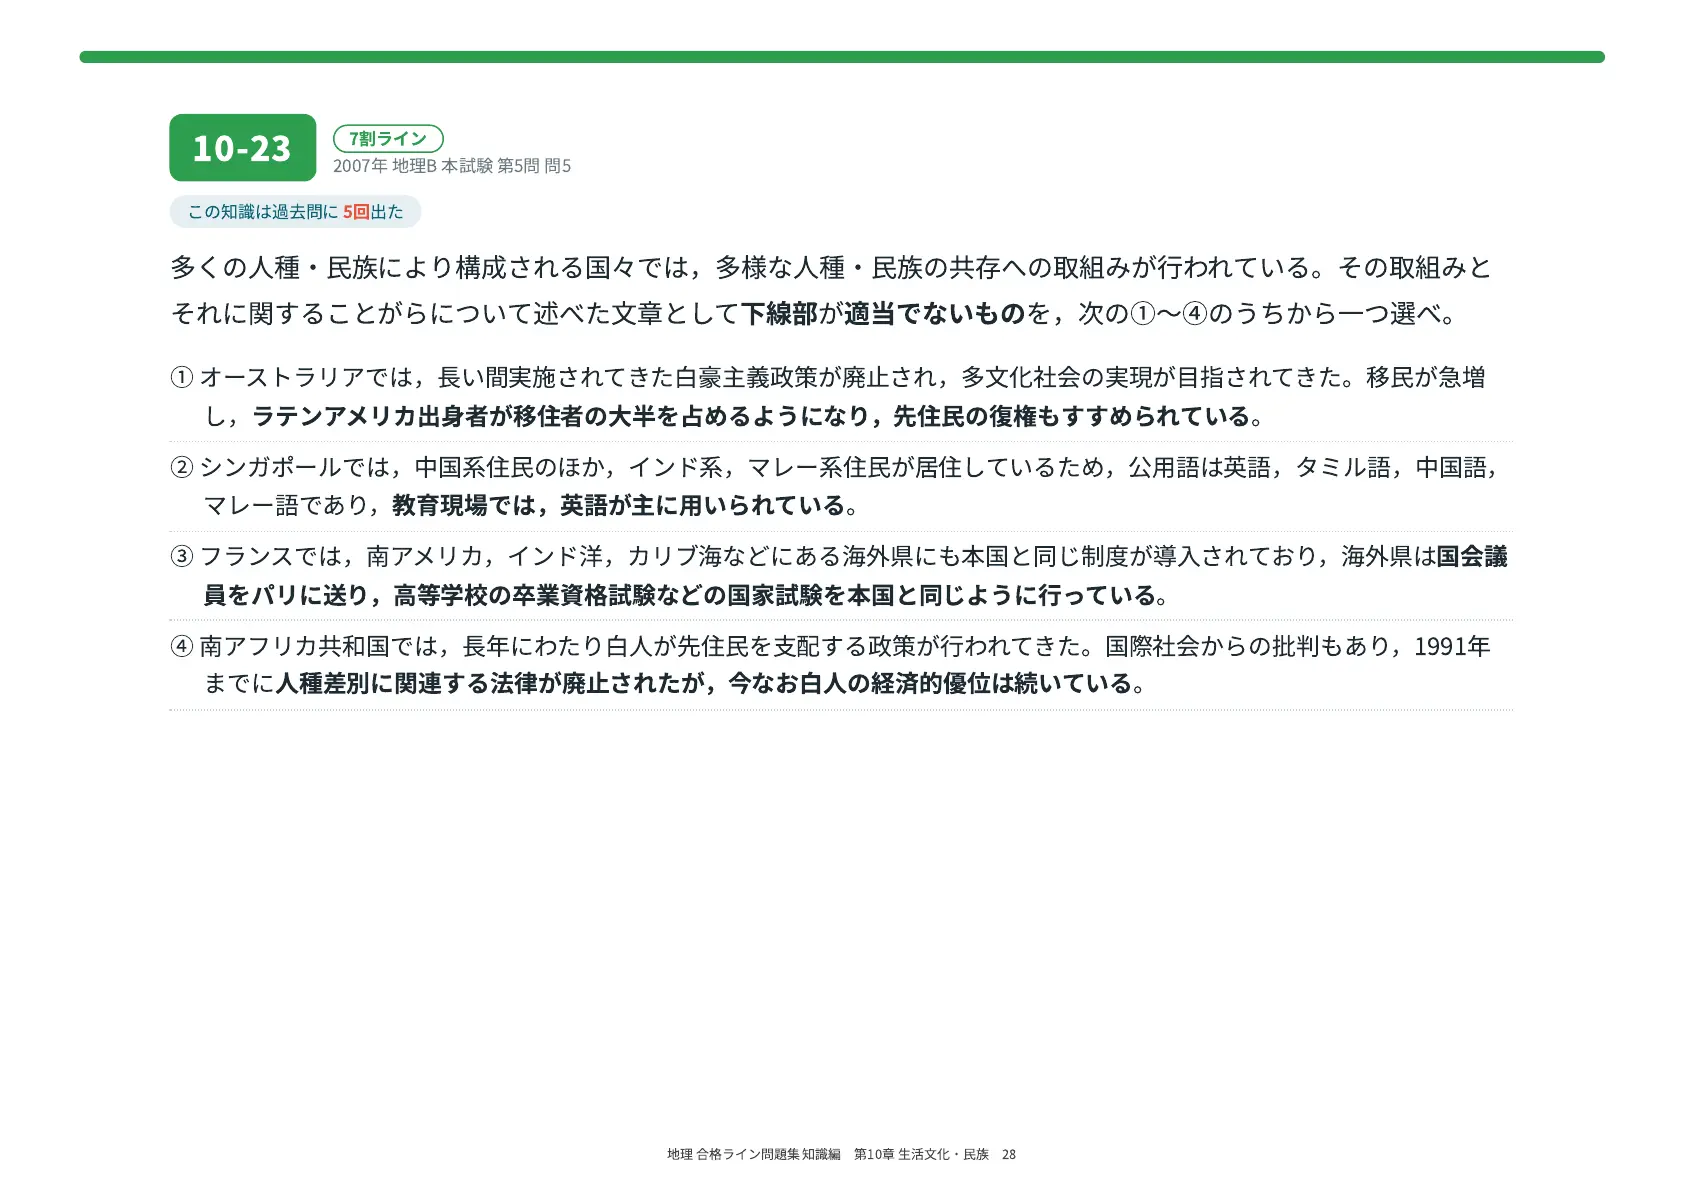 10-23
7割ライン
2007年 地理B 本試験 第5問 問5
この知識は過去問に 5回出た
多くの人種・民族により構成される国々では，多様な人種・民族の共存への取組みが行われている。その取組みと
それに関することがらについて述べた文章として下線部が適当でないものを，次の①〜④のうちから一つ選べ。
① オーストラリアでは，長い間実施されてきた白豪主義政策が廃止され，多文化社会の実現が目指されてきた。移民が急増
し，ラテンアメリカ出身者が移住者の大半を占めるようになり，先住民の復権もすすめられている。
② シンガポールでは，中国系住民のほか，インド系，マレー系住民が居住しているため，公用語は英語，タミル語，中国語，
マレー語であり，教育現場では，英語が主に用いられている。
③ フランスでは，南アメリカ，インド洋，カリブ海などにある海外県にも本国と同じ制度が導入されており，海外県は国会議
員をパリに送り，高等学校の卒業資格試験などの国家試験を本国と同じように行っている。
④ 南アフリカ共和国では，長年にわたり白人が先住民を支配する政策が行われてきた。国際社会からの批判もあり，1991年
までに人種差別に関連する法律が廃止されたが，今なお白人の経済的優位は続いている。
地理 合格ライン問題集 知識編　第10章 生活文化・民族　28